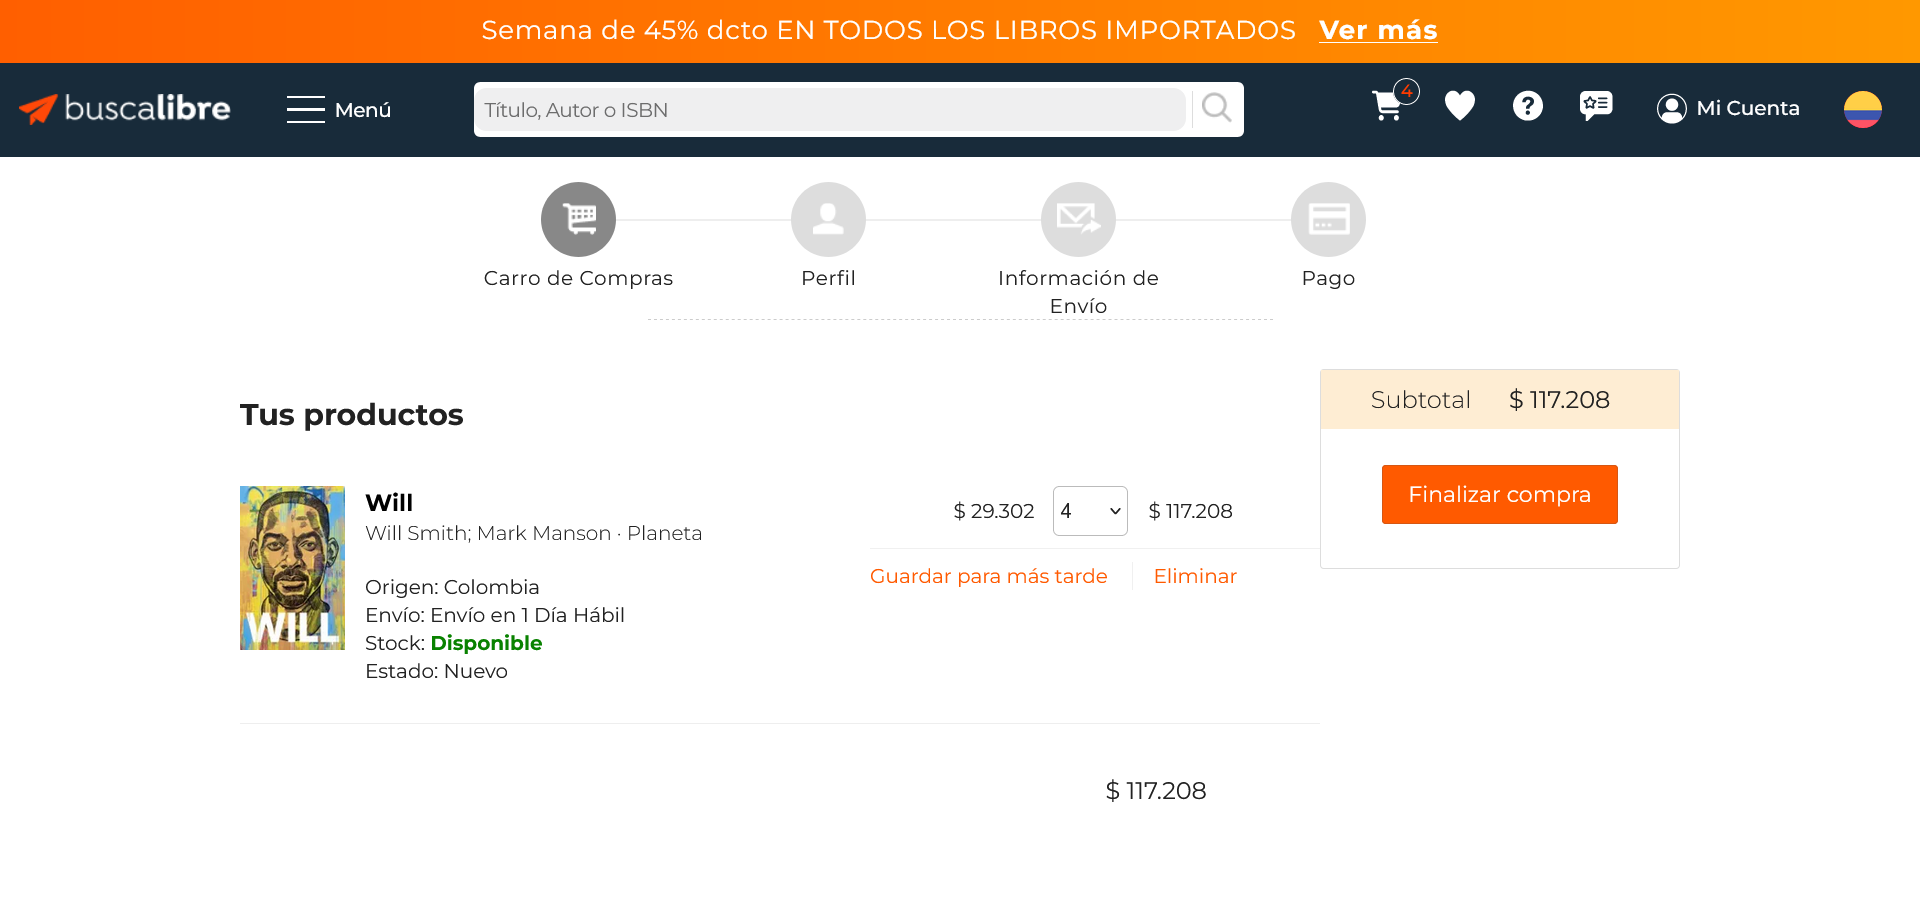 Semana de 45% dcto EN TODOS LOS LIBROS IMPORTADOS Ver más
buscalibre
Menú
Título, Autor o ISBN
4
Mi Cuenta
Carro de Compras
Perfil
Información de
Envío
Pago
Tus productos
Subtotal $ 117.208
Finalizar compra
WILL
Will
Will Smith; Mark Manson · Planeta
Origen: Colombia
Envío: Envío en 1 Día Hábil
Stock: Disponible
Estado: Nuevo
$ 29.302 4 $ 117.208
Guardar para más tarde Eliminar
$ 117.208